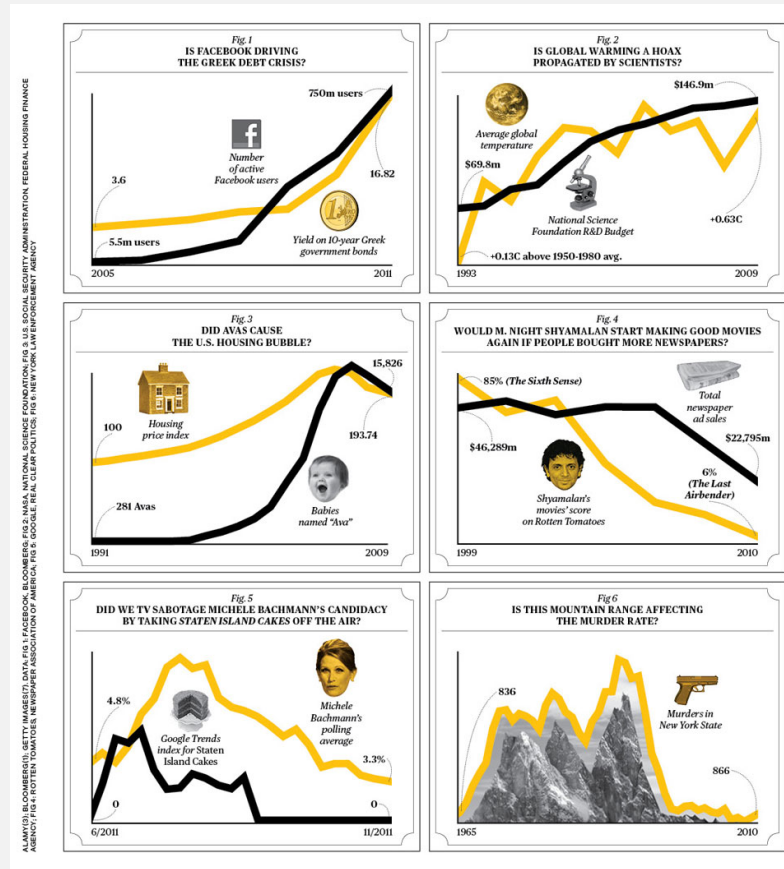 ALAMY(3); BLOOMBERG(1); GETTY IMAGES(7). DATA: FIG 1: FACEBOOK, BLOOMBERG; FIG 2: NASA, NATIONAL SCIENCE FOUNDATION; FIG 3: U.S. SOCIAL SECURITY ADMINISTRATION, FEDERAL HOUSING FINANCE
AGENCY; FIG 4: ROTTEN TOMATOES, NEWSPAPER ASSOCIATION OF AMERICA; FIG 5: GOOGLE, REAL CLEAR POLITICS; FIG 6: NEW YORK LAW ENFORCEMENT AGENCY
Fig. 1
IS FACEBOOK DRIVING
THE GREEK DEBT CRISIS?
750m users
f
Number
of active
Facebook users
16.82
3.6
1
Yield on 10-year Greek
government bonds
5.5m users
2005
2011
Fig. 2
IS GLOBAL WARMING A HOAX
PROPAGATED BY SCIENTISTS?
$146.9m
Average global
temperature
$69.8m
National Science
Foundation R&D Budget
+0.63C
+0.13C above 1950-1980 avg.
1993
2009
Fig. 3
DID AVAS CAUSE
THE U.S. HOUSING BUBBLE?
15,826
Housing
price index
100
193.74
281 Avas
Babies
named "Ava"
1991
2009
Fig. 4
WOULD M. NIGHT SHYAMALAN START MAKING GOOD MOVIES
AGAIN IF PEOPLE BOUGHT MORE NEWSPAPERS?
85% (The Sixth Sense)
Total
newspaper
ad sales
$46,289m
$22,795m
6%
(The Last
Airbender)
Shyamalan's
movies' score
on Rotten Tomatoes
1999
2010
Fig. 5
DID WE TV SABOTAGE MICHELE BACHMANN'S CANDIDACY
BY TAKING STATEN ISLAND CAKES OFF THE AIR?
4.8%
Google Trends
index for Staten
Island Cakes
Michele
Bachmann's
polling
average
3.3%
0
0
6/2011
11/2011
Fig 6
IS THIS MOUNTAIN RANGE AFFECTING
THE MURDER RATE?
836
Murders in
New York State
866
1965
2010